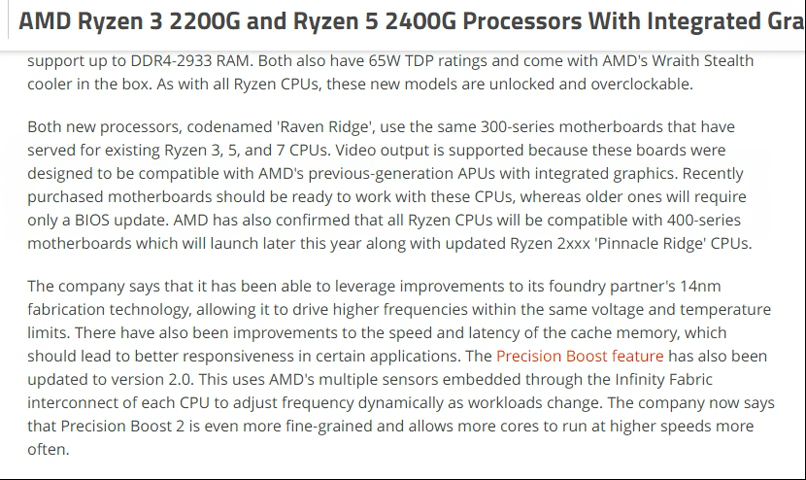 AMD Ryzen 3 2200G and Ryzen 5 2400G Processors With Integrated Gra
support up to DDR4-2933 RAM. Both also have 65W TDP ratings and come with AMD's Wraith Stealth
cooler in the box. As with all Ryzen CPUs, these new models are unlocked and overclockable.
Both new processors, codenamed 'Raven Ridge', use the same 300-series motherboards that have
served for existing Ryzen 3, 5, and 7 CPUs. Video output is supported because these boards were
designed to be compatible with AMD's previous-generation APUs with integrated graphics. Recently
purchased motherboards should be ready to work with these CPUs, whereas older ones will require
only a BIOS update. AMD has also confirmed that all Ryzen CPUs will be compatible with 400-series
motherboards which will launch later this year along with updated Ryzen 2xxx 'Pinnacle Ridge' CPUs.
The company says that it has been able to leverage improvements to its foundry partner's 14nm
fabrication technology, allowing it to drive higher frequencies within the same voltage and temperature
limits. There have also been improvements to the speed and latency of the cache memory, which
should lead to better responsiveness in certain applications. The Precision Boost feature has also been
updated to version 2.0. This uses AMD's multiple sensors embedded through the Infinity Fabric
interconnect of each CPU to adjust frequency dynamically as workloads change. The company now says
that Precision Boost 2 is even more fine-grained and allows more cores to run at higher speeds more
often.